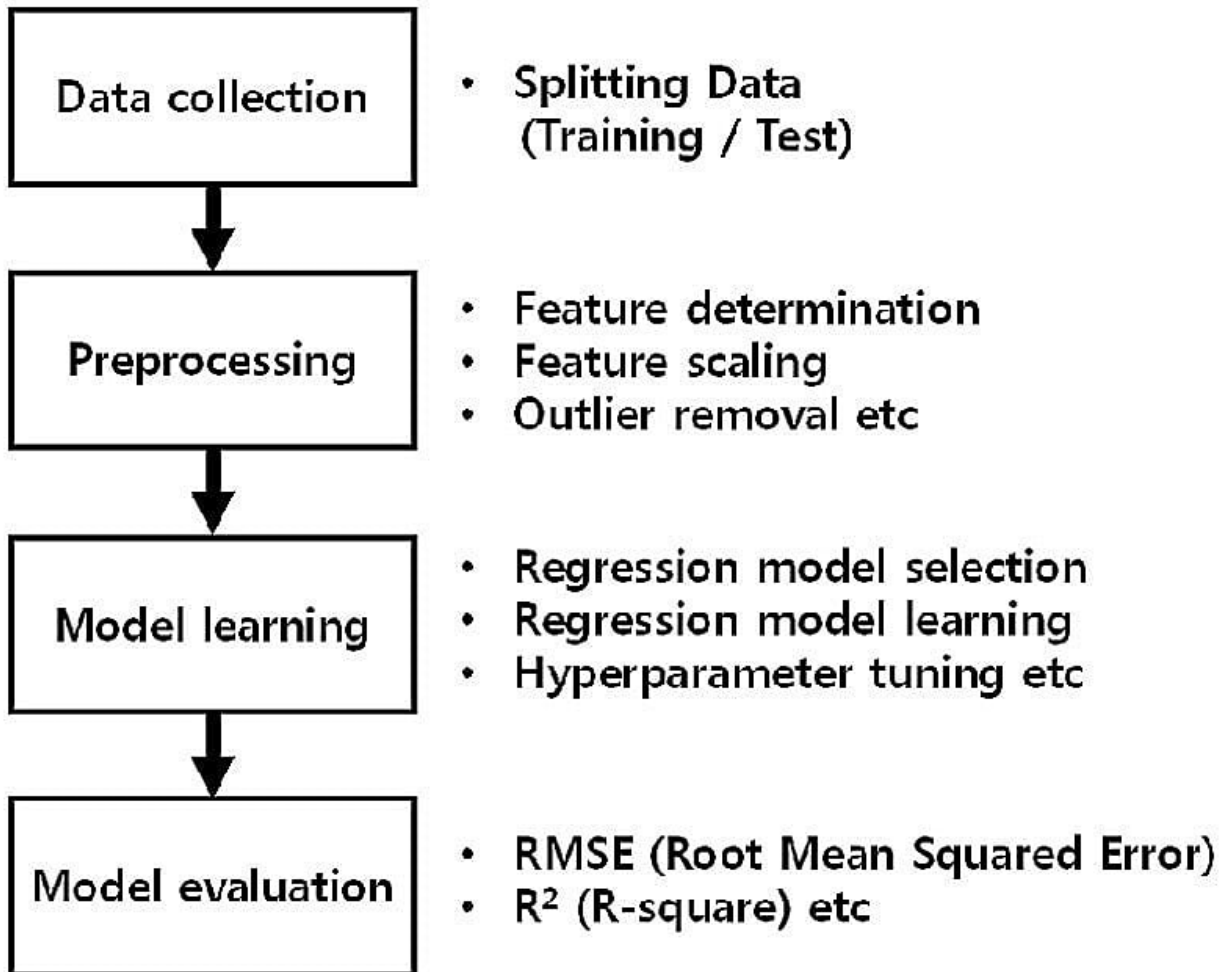 Data collection
• Splitting Data
(Training / Test)
Preprocessing
• Feature determination
• Feature scaling
• Outlier removal etc
Model learning
• Regression model selection
• Regression model learning
• Hyperparameter tuning etc
Model evaluation
• RMSE (Root Mean Squared Error)
• R² (R-square) etc